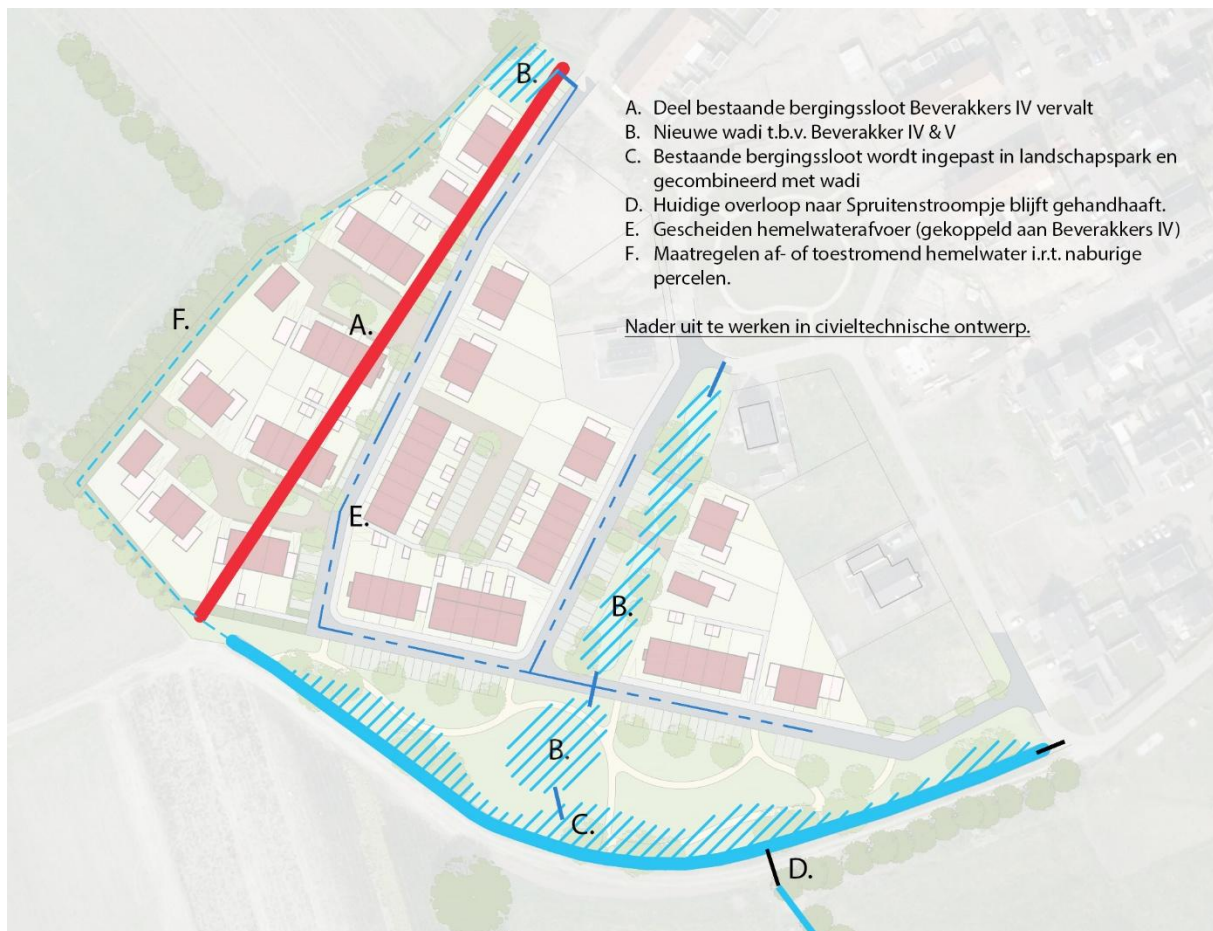 B.
A. Deel bestaande bergingssloot Beverakkers IV vervalt
B. Nieuwe wadi t.b.v. Beverakker IV & V
C. Bestaande bergingssloot wordt ingepast in landschapspark en
gecombineerd met wadi
D. Huidige overloop naar Spruitenstroompje blijft gehandhaaft.
E. Gescheiden hemelwaterafvoer (gekoppeld aan Beverakkers IV)
F. Maatregelen af- of toestromend hemelwater i.r.t. naburige
percelen.
Nader uit te werken in civieltechnische ontwerp.
F.
A.
E.
B.
B.
C.
D.